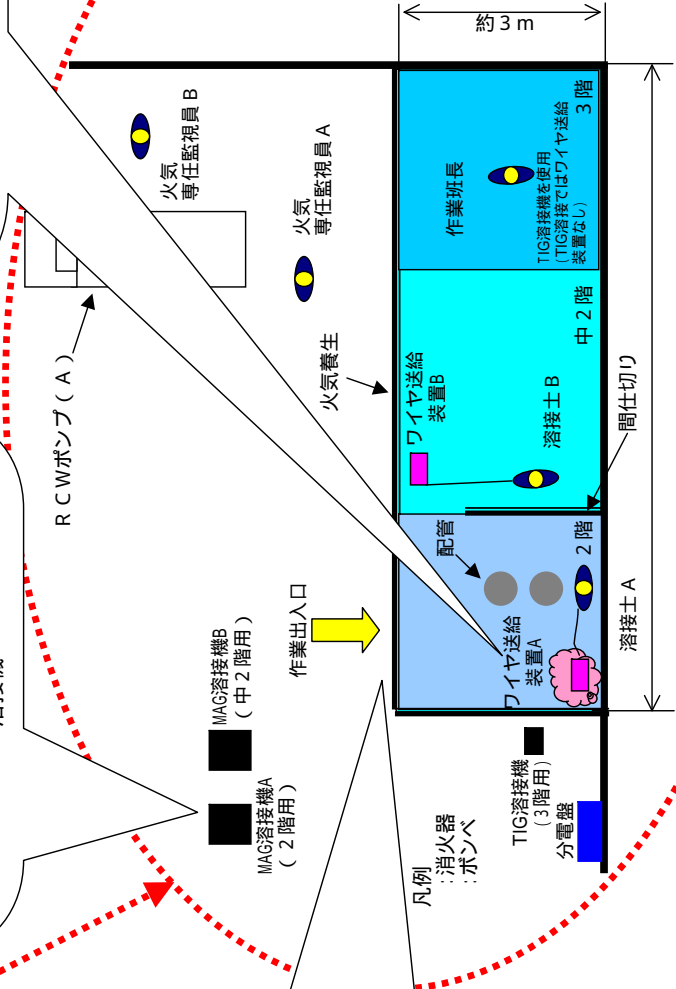 約３ｍ
火気
専任監視員Ｂ
火気
専任監視員Ａ
作業班長
TIG溶接機を使用
（TIG溶接ではワイヤ送給
装置なし）
３階
ＲＣＷポンプ（Ａ）
火気養生
ワイヤ送給
装置B
溶接士Ｂ
中２階
間仕切り
配管
２階
ワイヤ送給
装置A
溶接士Ａ
作業出入口
MAG溶接機B
（中２階用）
MAG溶接機A
（２階用）
TIG溶接機
（３階用）
分電盤
凡例
：消火器
：ボンベ